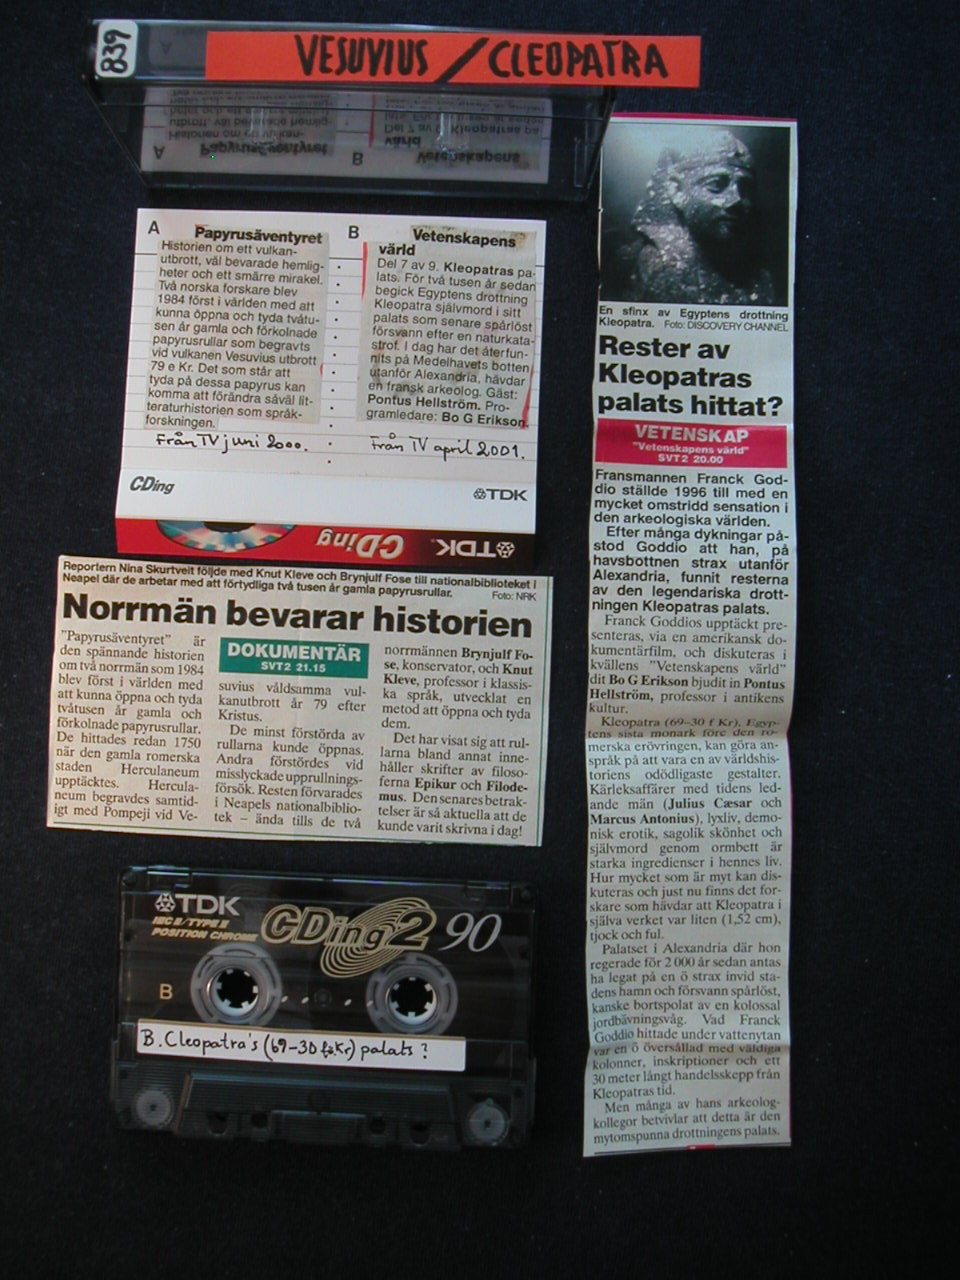 839
VESUVIUS / CLEOPATRA
A
Papyrusäventyret
Historien om ett vulkan-
utbrott, väl bevarade hemlig-
heter och ett smärre mirakel.
Två norska forskare blev
1984 först i världen med att
kunna öppna och tyda tvåtu-
sen år gamla och förkolnade
papyrusrullar som begravts
vid vulkanen Vesuvius utbrott
79 e Kr. Det som står att
tyda på dessa papyrus kan
komma att förändra såväl lit-
teraturhistorien som språk-
forskningen.
Från TV juni 2000.
B
Vetenskapens
värld
Del 7 av 9. Kleopatras pa-
lats. För två tusen år sedan
begick Egyptens drottning
Kleopatra självmord i sitt
palats som senare spårlöst
försvann efter en naturkata-
strof. I dag har det återfun-
nits på Medelhavets botten
utanför Alexandria, hävdar
en fransk arkeolog. Gäst:
Pontus Hellström. Pro-
gramledare: Bo G Erikson.
Från TV april 2001.
CDing
TDK
CDing
TDK
Reportern Nina Skurtveit följde med Knut Kleve och Brynjulf Fose till nationalbiblioteket i
Neapel där de arbetar med att förtydliga två tusen år gamla papyrusrullar.
Foto: NRK
Norrmän bevarar historien
"Papyrusäventyret" är
den spännande historien
om två norrmän som 1984
blev först i världen med
att kunna öppna och tyda
tvåtusen år gamla och
förkolnade papyrusrullar.
De hittades redan 1750
när den gamla romerska
staden Herculaneum
upptäcktes. Hercula-
neum begravdes samtid-
igt med Pompeji vid Ve-
DOKUMENTÄR
SVT2 21.15
suvius våldsamma vul-
kanutbrott år 79 efter
Kristus.
De minst förstörda av
rullarna kunde öppnas.
Andra förstördes vid
misslyckade upprullnings-
försök. Resten förvarades
i Neapels nationalbiblio-
tek – ända tills de två
norrmännen Brynjulf Fo-
se, konservator, och Knut
Kleve, professor i klassis-
ka språk, utvecklat en
metod att öppna och tyda
dem.
Det har visat sig att rul-
larna bland annat inne-
håller skrifter av filoso-
ferna Epikur och Filode-
mus. Den senares betrak-
telser är så aktuella att de
kunde varit skrivna i dag!
TDK
IEC II/TYPE II
POSITION CHROME
CDing2 90
B
B. Cleopatra's (69-30 f.Kr) palats?
En sfinx av Egyptens drottning
Kleopatra. Foto: DISCOVERY CHANNEL
Rester av
Kleopatras
palats hittat?
VETENSKAP
"Vetenskapens värld"
SVT2 20.00
Fransmannen Franck God-
dio ställde 1996 till med en
mycket omstridd sensation i
den arkeologiska världen.
Efter många dykningar på-
stod Goddio att han, på
havsbottnen strax utanför
Alexandria, funnit resterna
av den legendariska drott-
ningen Kleopatras palats.
Franck Goddios upptäckt pre-
senteras, via en amerikansk do-
kumentärfilm, och diskuteras i
kvällens "Vetenskapens värld"
dit Bo G Erikson bjudit in Pontus
Hellström, professor i antikens
kultur.
Kleopatra (69–30 f Kr), Egyp-
tens sista monark före den ro-
merska erövringen, kan göra an-
språk på att vara en av världshis-
toriens odödligaste gestalter.
Kärleksaffärer med tidens led-
ande män (Julius Cæsar och
Marcus Antonius), lyxliv, demo-
nisk erotik, sagolik skönhet och
självmord genom ormbett är
starka ingredienser i hennes liv.
Hur mycket som är myt kan dis-
kuteras och just nu finns det for-
skare som hävdar att Kleopatra i
själva verket var liten (1,52 cm),
tjock och ful.
Palatset i Alexandria där hon
regerade för 2 000 år sedan antas
ha legat på en ö strax invid sta-
dens hamn och försvann spårlöst,
kanske bortspolat av en kolossal
jordbävningsvåg. Vad Franck
Goddio hittade under vattenytan
var en ö översållad med väldiga
kolonner, inskriptioner och ett
30 meter långt handelsskepp från
Kleopatras tid.
Men många av hans arkeolog-
kollegor betvivlar att detta är den
mytomspunna drottningens palats.